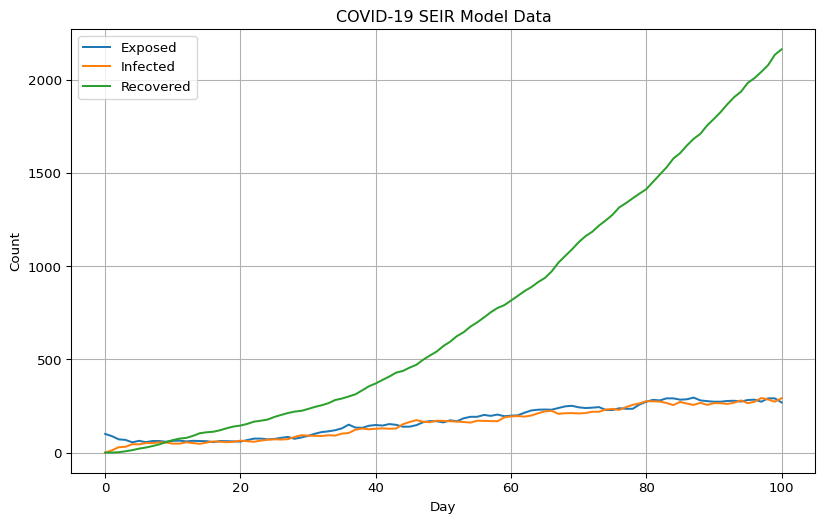 COVID-19 SEIR Model Data
Exposed
Infected
Recovered
Count
2000
1500
1000
500
0
0 20 40 60 80 100
Day